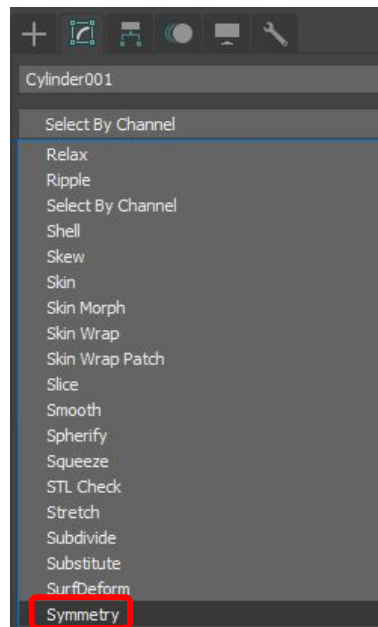 Cylinder001
Select By Channel
Relax
Ripple
Select By Channel
Shell
Skew
Skin
Skin Morph
Skin Wrap
Skin Wrap Patch
Slice
Smooth
Spherify
Squeeze
STL Check
Stretch
Subdivide
Substitute
SurfDeform
Symmetry